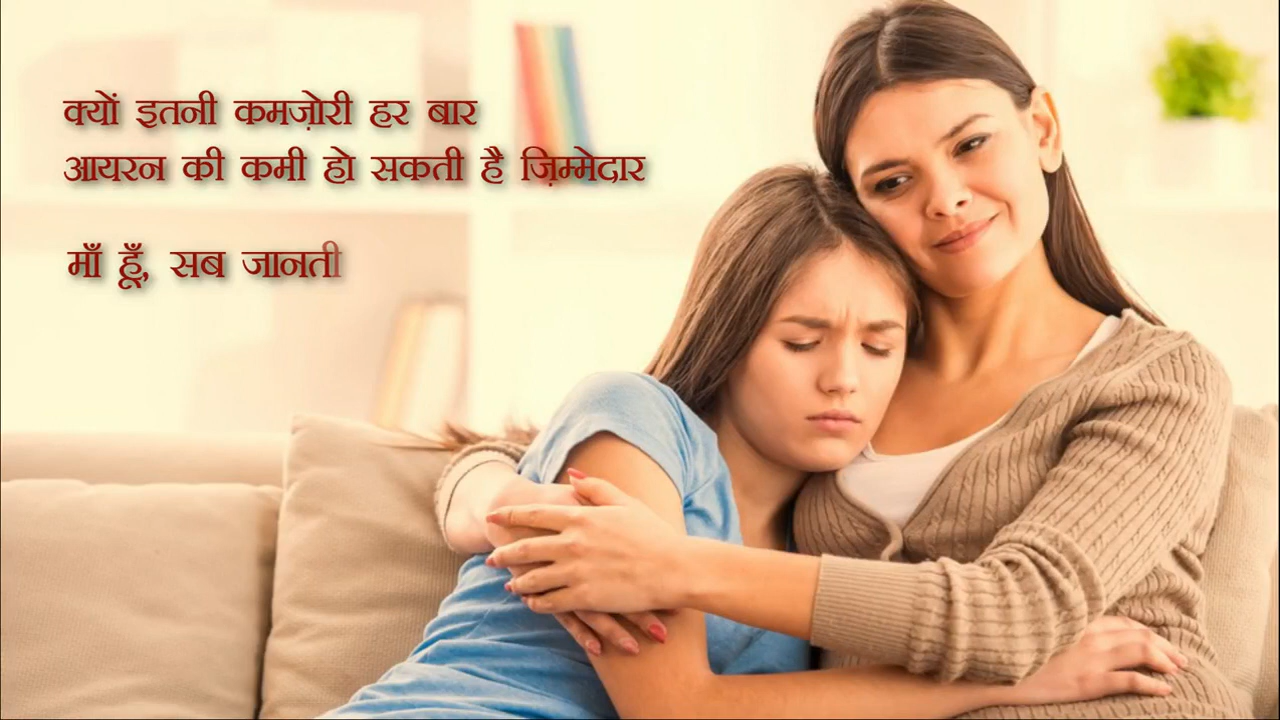 क्यों इतनी कमज़ोरी हर बार
आयरन की कमी हो सकती है ज़िम्मेदार
माँ हूँ, सब जानती